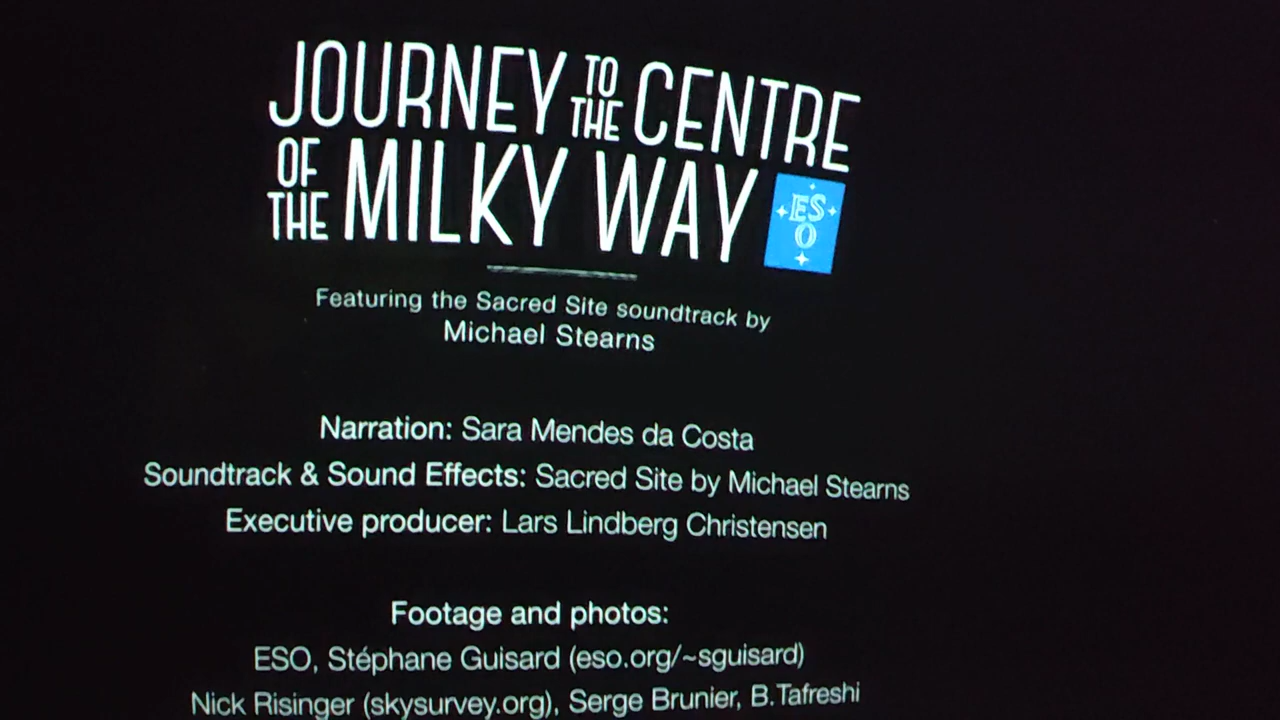 JOURNEY TO THE CENTRE
OF THE MILKY WAY
ESO
Featuring the Sacred Site soundtrack by
Michael Stearns
Narration: Sara Mendes da Costa
Soundtrack & Sound Effects: Sacred Site by Michael Stearns
Executive producer: Lars Lindberg Christensen
Footage and photos:
ESO, Stéphane Guisard (eso.org/~sguisard)
Nick Risinger (skysurvey.org), Serge Brunier, B.Tafreshi